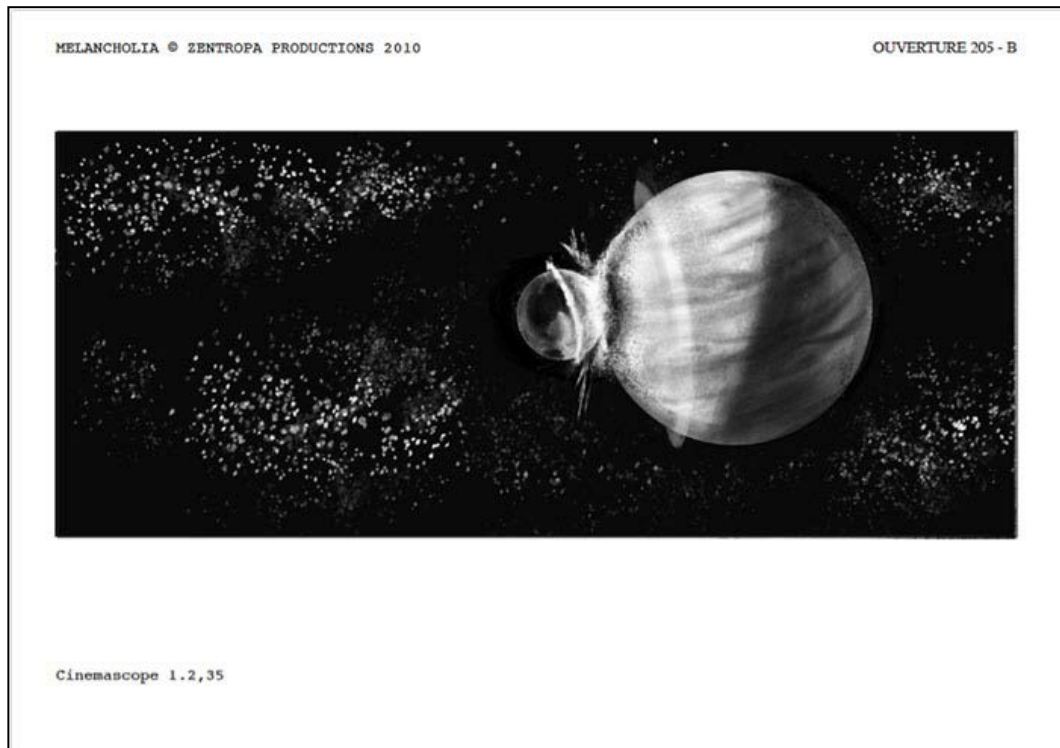 MELANCHOLIA © ZENTROPA PRODUCTIONS 2010
OUVERTURE 205 - B
Cinemascope 1.2,35